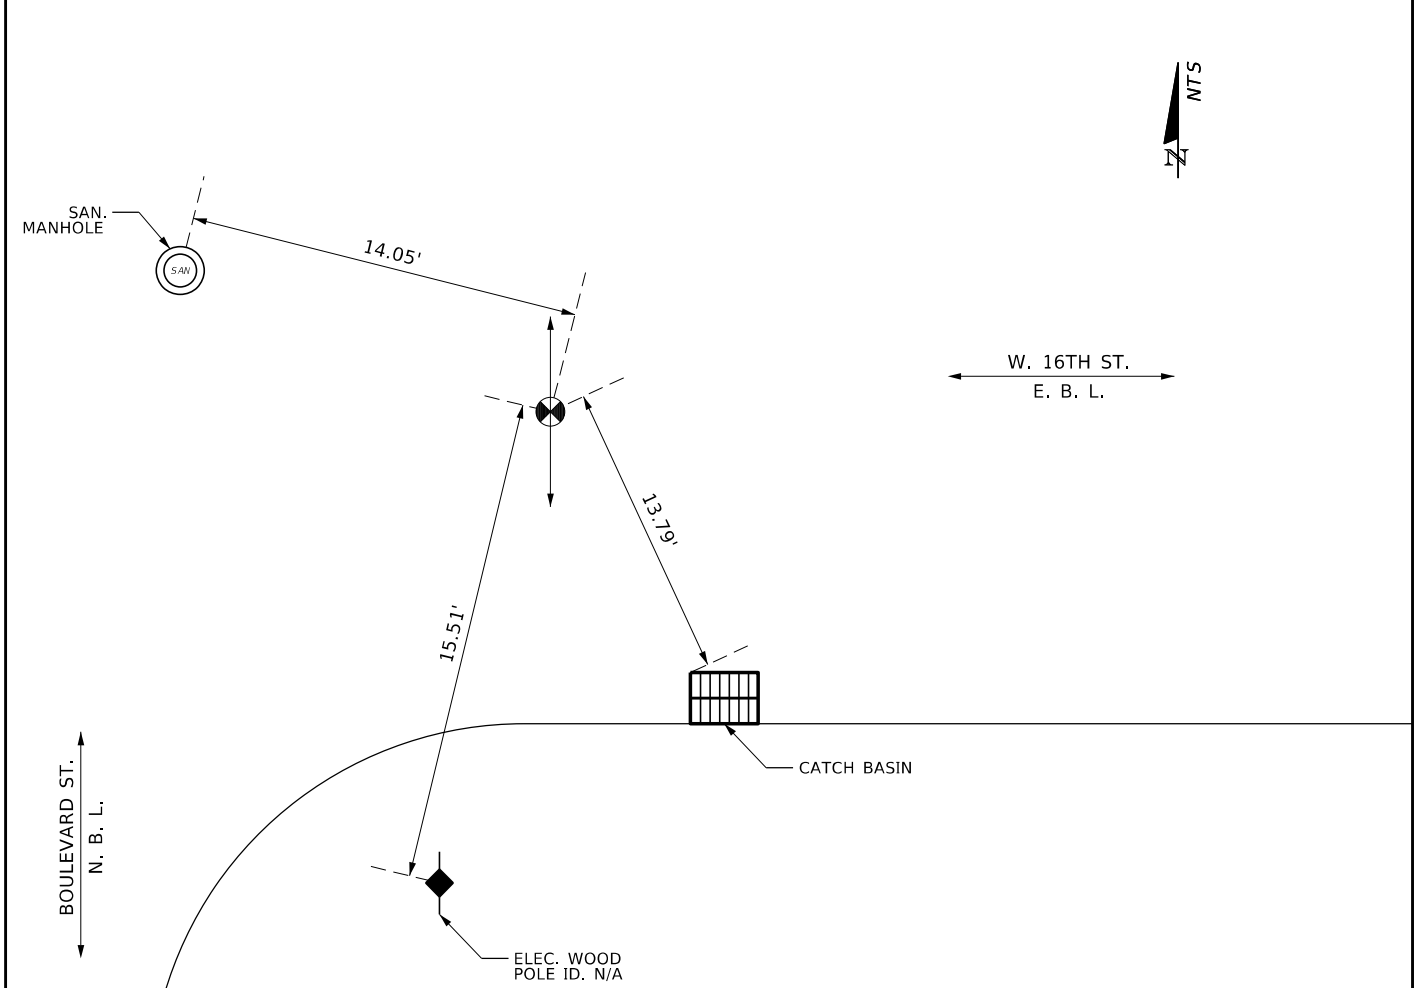 NTS
N
SAN.
MANHOLE
SAN
14.05'
W. 16TH ST.
E. B. L.
13.79'
15.51'
CATCH BASIN
BOULEVARD ST.
N. B. L.
ELEC. WOOD
POLE ID. N/A